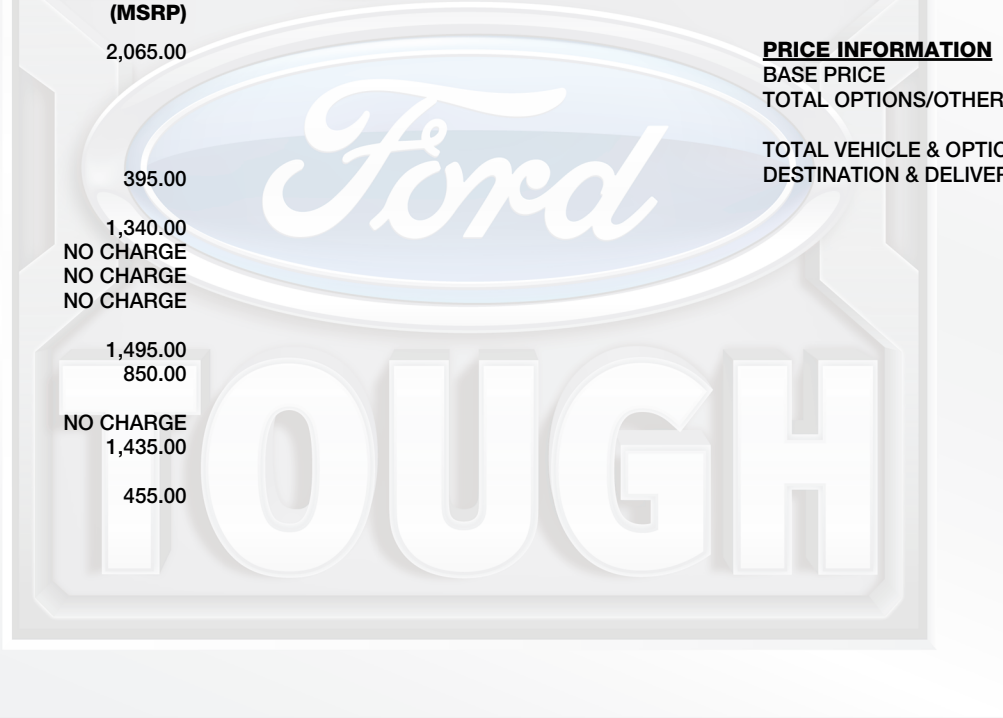 (MSRP)
2,065.00
395.00
1,340.00
NO CHARGE
NO CHARGE
NO CHARGE
1,495.00
850.00
NO CHARGE
1,435.00
455.00
PRICE INFORMATION
BASE PRICE
TOTAL OPTIONS/OTHER
TOTAL VEHICLE & OPTIO
DESTINATION & DELIVER
Ford
TOUGH